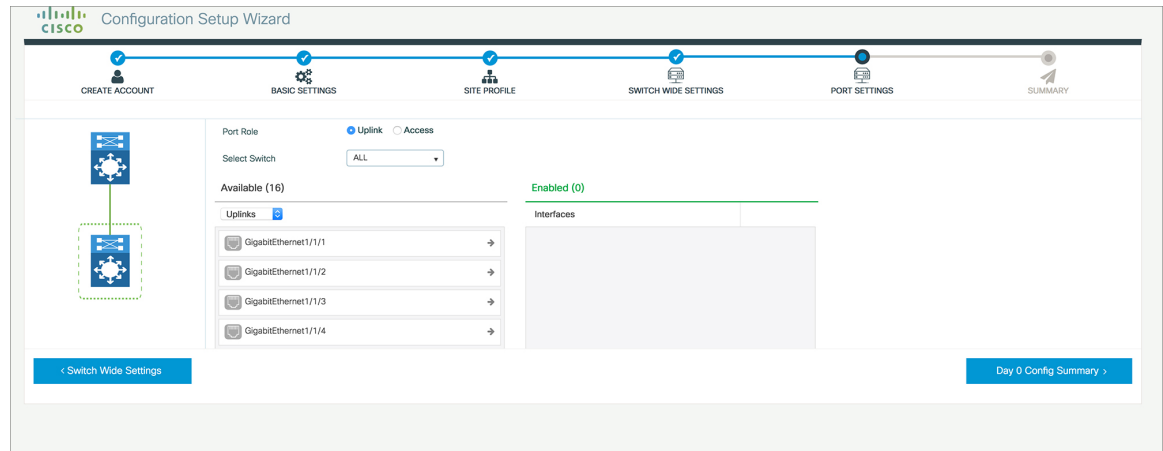 CISCO Configuration Setup Wizard
CREATE ACCOUNT BASIC SETTINGS SITE PROFILE SWITCH WIDE SETTINGS PORT SETTINGS SUMMARY
Port Role Uplink Access
Select Switch ALL
Available (16) Enabled (0)
Uplinks Interfaces
GigabitEthernet1/1/1
GigabitEthernet1/1/2
GigabitEthernet1/1/3
GigabitEthernet1/1/4
‹ Switch Wide Settings Day 0 Config Summary ›